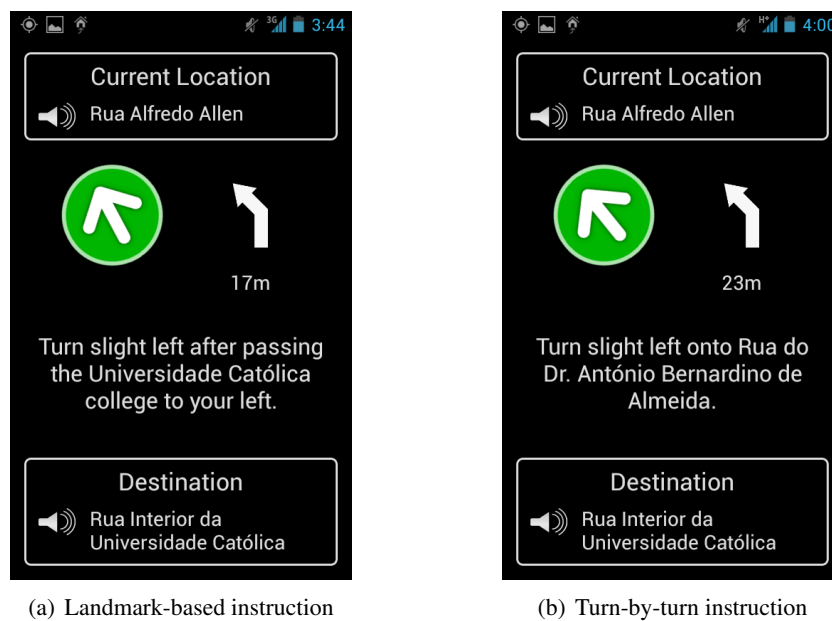 3G 3:44
Current Location
Rua Alfredo Allen
17m
Turn slight left after passing
the Universidade Católica
college to your left.
Destination
Rua Interior da
Universidade Católica
(a) Landmark-based instruction
H+ 4:00
Current Location
Rua Alfredo Allen
23m
Turn slight left onto Rua do
Dr. António Bernardino de
Almeida.
Destination
Rua Interior da
Universidade Católica
(b) Turn-by-turn instruction